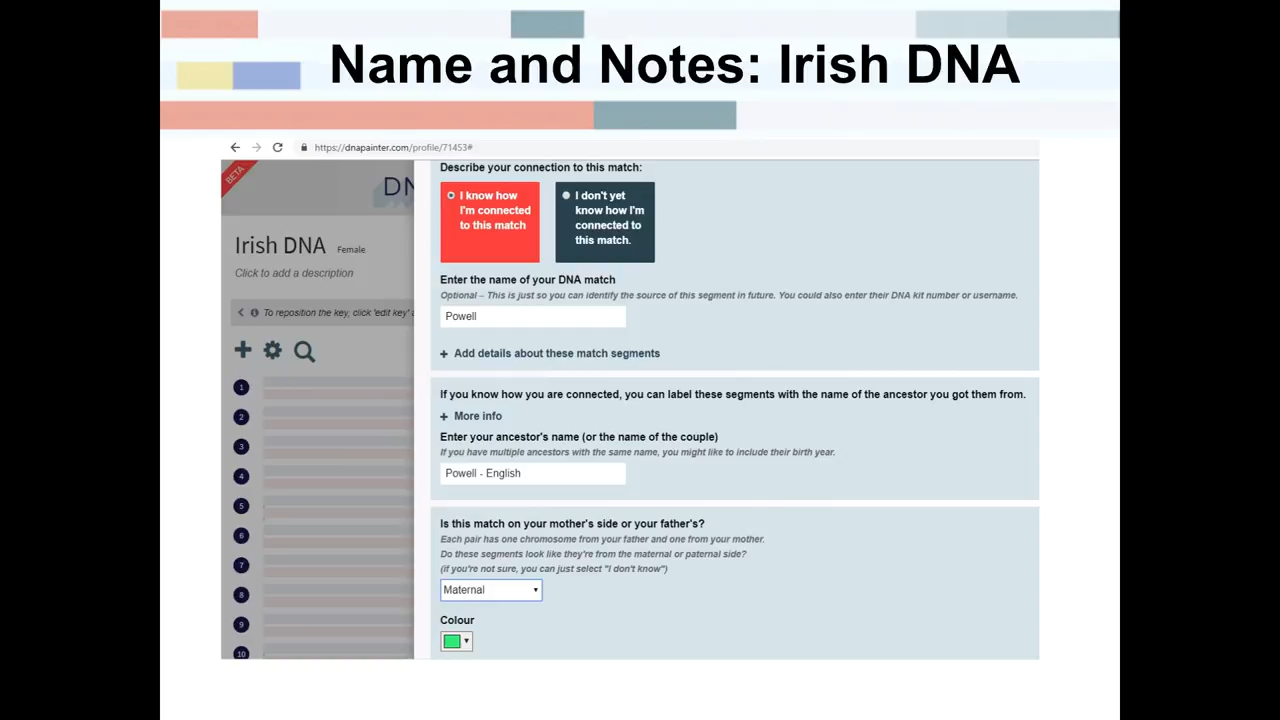 Name and Notes: Irish DNA
https://dnapainter.com/profile/71453#
BETA
DN
Irish DNA Female
Click to add a description
To reposition the key, click 'edit key' a
1
2
3
4
5
6
7
8
9
10
Describe your connection to this match:
I know how
I'm connected
to this match
I don't yet
know how I'm
connected to
this match.
Enter the name of your DNA match
Optional – This is just so you can identify the source of this segment in future. You could also enter their DNA kit number or username.
Powell
+ Add details about these match segments
If you know how you are connected, you can label these segments with the name of the ancestor you got them from.
+ More info
Enter your ancestor's name (or the name of the couple)
If you have multiple ancestors with the same name, you might like to include their birth year.
Powell - English
Is this match on your mother's side or your father's?
Each pair has one chromosome from your father and one from your mother.
Do these segments look like they're from the maternal or paternal side?
(if you're not sure, you can just select "I don't know")
Maternal
Colour